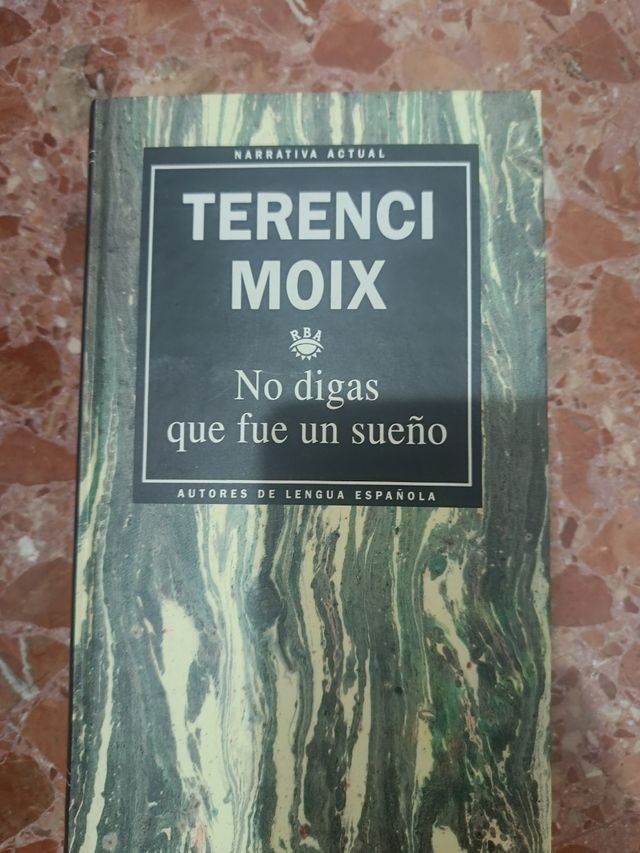 NARRATIVA ACTUAL
TERENCI
MOIX
RBA
No digas
que fue un sueño
AUTORES DE LENGUA ESPAÑOLA